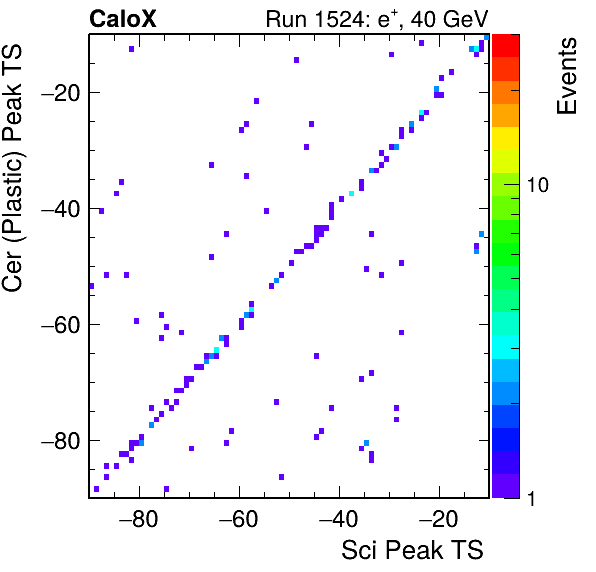 CaloX Run 1524: e⁺, 40 GeV
Cer (Plastic) Peak TS
−20
−40
−60
−80
−80 −60 −40 −20
Sci Peak TS
Events
10
1